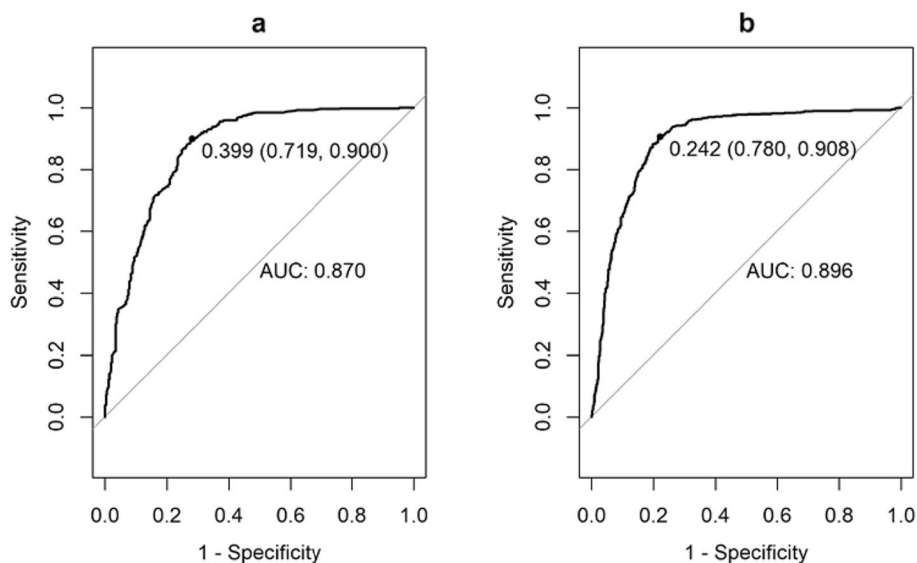 a
1.0
0.8
0.6
0.4
0.2
0.0
Sensitivity
0.399 (0.719, 0.900)
AUC: 0.870
0.0 0.2 0.4 0.6 0.8 1.0
1 - Specificity
b
1.0
0.8
0.6
0.4
0.2
0.0
Sensitivity
0.242 (0.780, 0.908)
AUC: 0.896
0.0 0.2 0.4 0.6 0.8 1.0
1 - Specificity